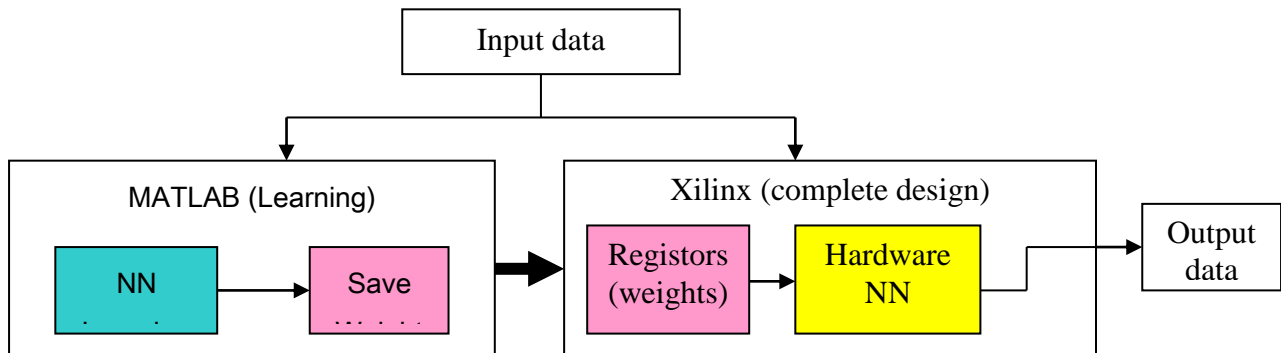 Input data
MATLAB (Learning)
Xilinx (complete design)
NN
Save
Registors
(weights)
Hardware
NN
Output
data